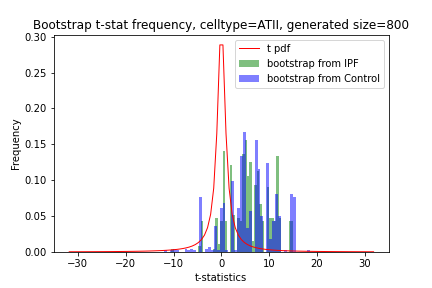 Bootstrap t-stat frequency, celltype=ATII, generated size=800
0.30
0.25
0.20
0.15
0.10
0.05
0.00
Frequency
t pdf
bootstrap from IPF
bootstrap from Control
−30 −20 −10 0 10 20 30
t-statistics